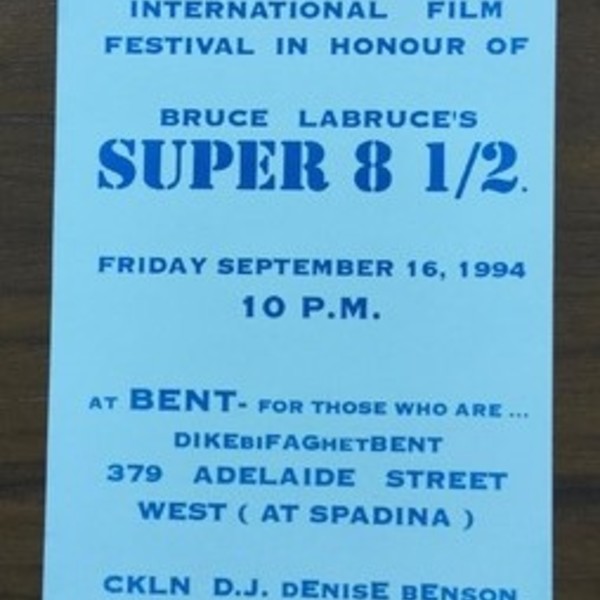 INTERNATIONAL FILM
FESTIVAL IN HONOUR OF
BRUCE LABRUCE'S
SUPER 8 1/2.
FRIDAY SEPTEMBER 16, 1994
10 P.M.
AT BENT- FOR THOSE WHO ARE ...
DIKEBIFAGHETBENT
379 ADELAIDE STREET
WEST ( AT SPADINA )
CKLN D.J. DENISE BENSON